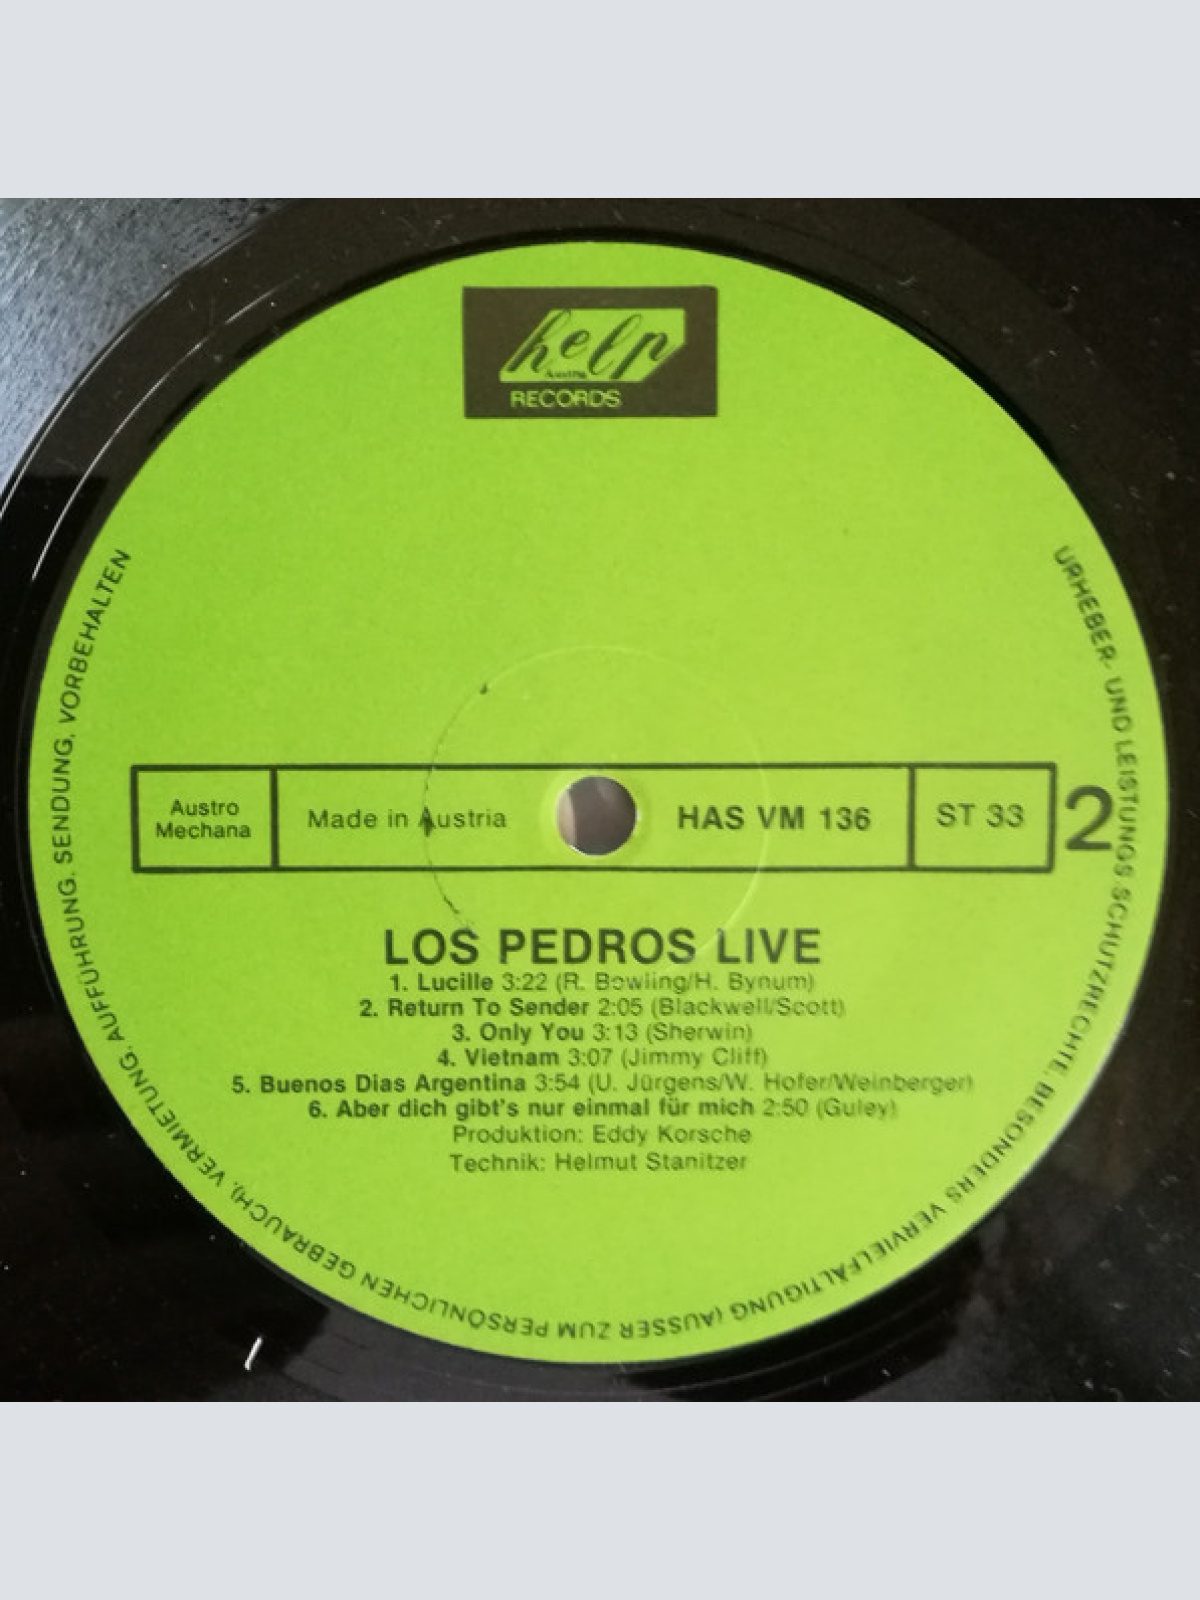 help
Austria
RECORDS
Austro
Mechana
Made in Austria
HAS VM 136
ST 33
2
LOS PEDROS LIVE
1. Lucille 3:22 (R. Bowling/H. Bynum)
2. Return To Sender 2:05 (Blackwell/Scott)
3. Only You 3:13 (Sherwin)
4. Vietnam 3:07 (Jimmy Cliff)
5. Buenos Dias Argentina 3:54 (U. Jürgens/W. Hofer/Weinberger)
6. Aber dich gibt's nur einmal für mich 2:50 (Guley)
Produktion: Eddy Korsche
Technik: Helmut Stanitzer
URHEBER- UND LEISTUNGS.SCHUTZRECHTE, BESONDERS VERVIELFÄLTIGUNG (AUSSER ZUM PERSÖNLICHEN GEBRAUCH), VERMIETUNG, AUFFÜHRUNG, SENDUNG, VORBEHALTEN